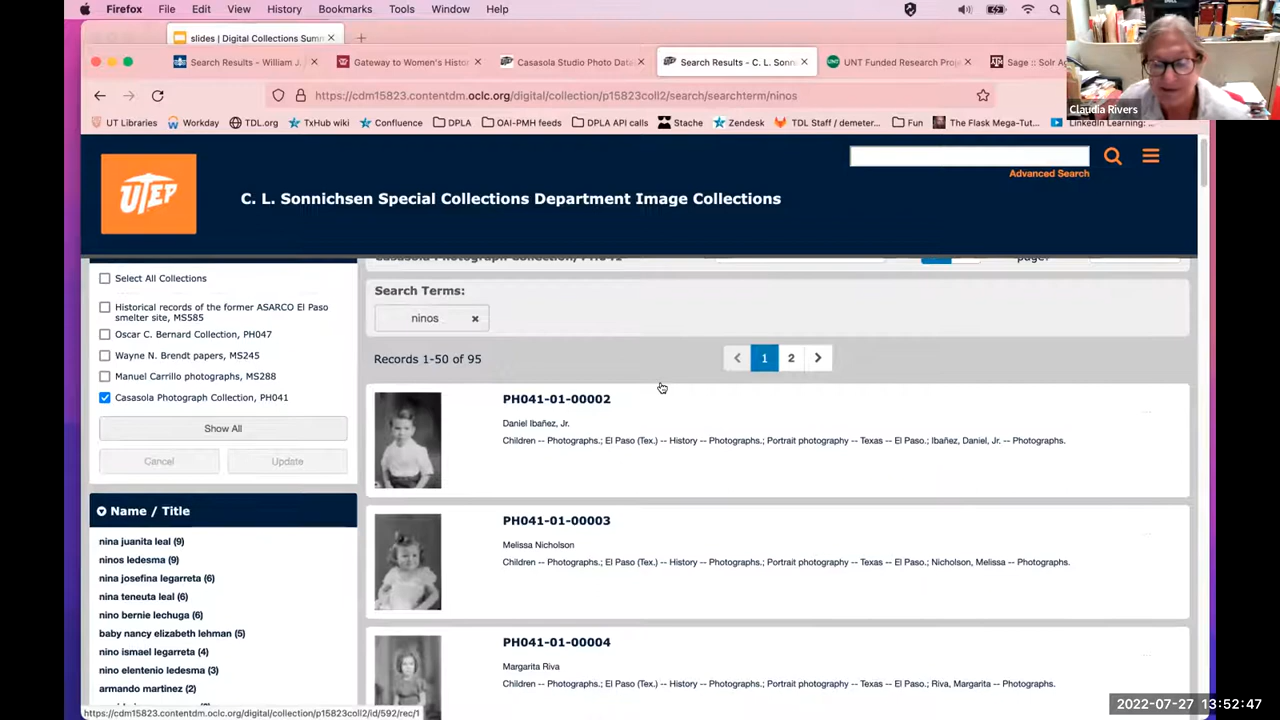 Firefox File Edit View History Bookmarks Tools Window Help
slides | Digital Collections Summ
Search Results - William J. Gateway to Women's Histor Casasola Studio Photo Data Search Results - C. L. Sonn UNT Funded Research Proj Sage :: Solr A
https://cdm15823.contentdm.oclc.org/digital/collection/p15823coll2/search/searchterm/ninos
Claudia Rivers
UT Libraries Workday TDL.org TxHub wiki DPLA OAI-PMH feeds DPLA API calls Stache Zendesk TDL Staff / demeter... Fun The Flask Mega-Tut... LinkedIn Learning:
UTEP
Advanced Search
C. L. Sonnichsen Special Collections Department Image Collections
Casasola Photograph Collection/ PH041
page:
Select All Collections
Historical records of the former ASARCO El Paso
smelter site, MS585
Oscar C. Bernard Collection, PH047
Wayne N. Brendt papers, MS245
Manuel Carrillo photographs, MS288
Casasola Photograph Collection, PH041
Show All
Cancel Update
Name / Title
nina juanita leal (9)
ninos ledesma (9)
nina josefina legarreta (6)
nina teneuta leal (6)
nino bernie lechuga (6)
baby nancy elizabeth lehman (5)
nino ismael legarreta (4)
nino elentenio ledesma (3)
armando martinez (2)
Search Terms:
ninos ×
Records 1-50 of 95
1 2
PH041-01-00002
Daniel Ibañez, Jr.
Children -- Photographs.; El Paso (Tex.) -- History -- Photographs.; Portrait photography -- Texas -- El Paso.; Ibañez, Daniel, Jr. -- Photographs.
PH041-01-00003
Melissa Nicholson
Children -- Photographs.; El Paso (Tex.) -- History -- Photographs.; Portrait photography -- Texas -- El Paso.; Nicholson, Melissa -- Photographs.
PH041-01-00004
Margarita Riva
Children -- Photographs.; El Paso (Tex.) -- History -- Photographs.; Portrait photography -- Texas -- El Paso.; Riva, Margarita -- Photographs.
https://cdm15823.contentdm.oclc.org/digital/collection/p15823coll2/id/592/rec/1
2022-07-27 13:52:47